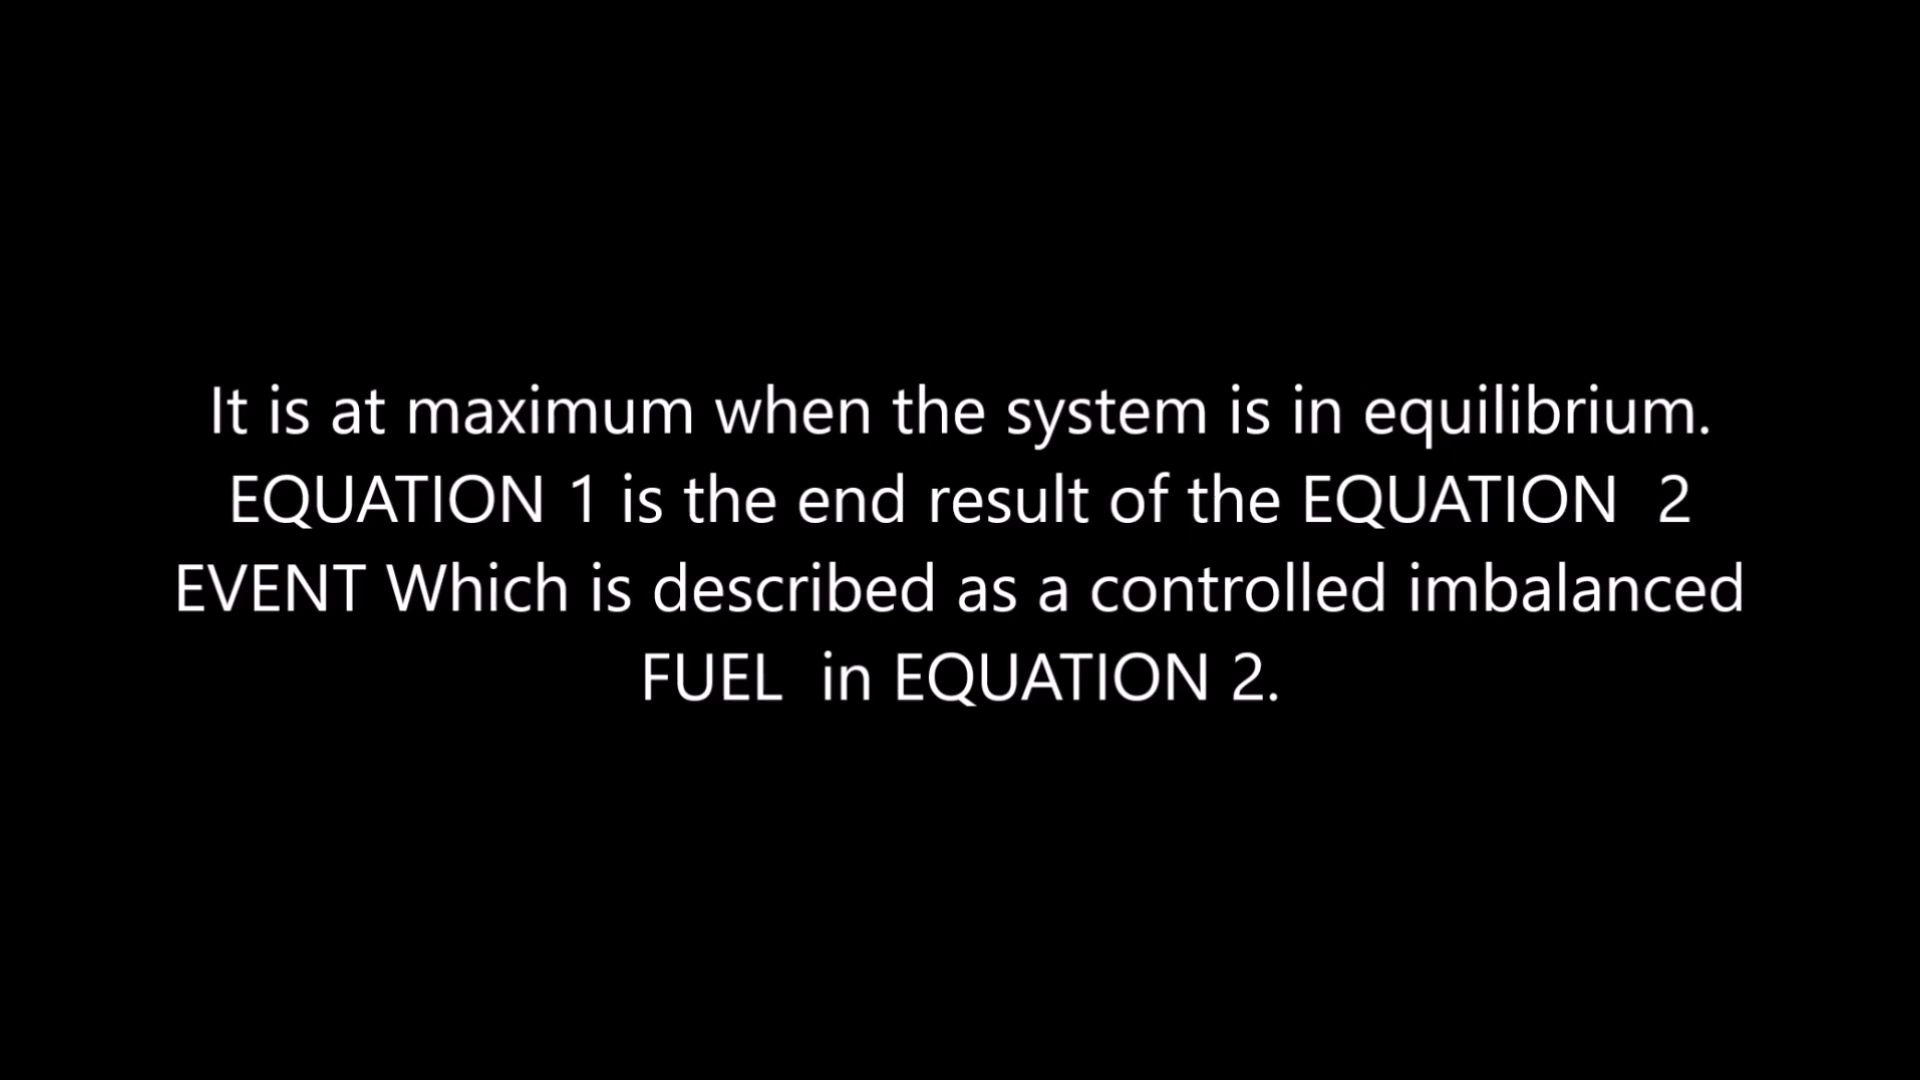 It is at maximum when the system is in equilibrium.
EQUATION 1 is the end result of the EQUATION  2
EVENT Which is described as a controlled imbalanced
FUEL  in EQUATION 2.